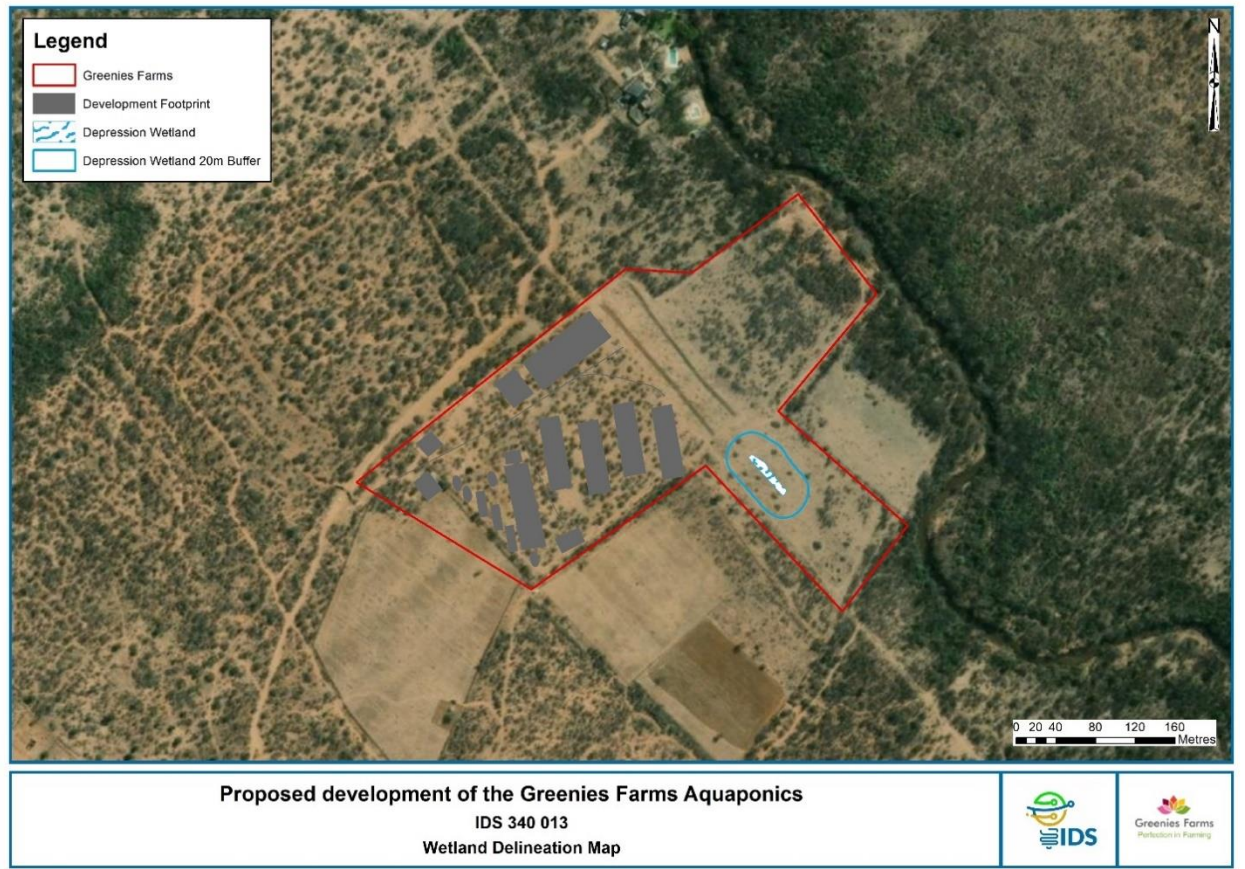 Legend
Greenies Farms
Development Footprint
Depression Wetland
Depression Wetland 20m Buffer
N
0 20 40 80 120 160
Metres
Proposed development of the Greenies Farms Aquaponics
IDS 340 013
Wetland Delineation Map
IDS
Greenies Farms
Perfection in Farming